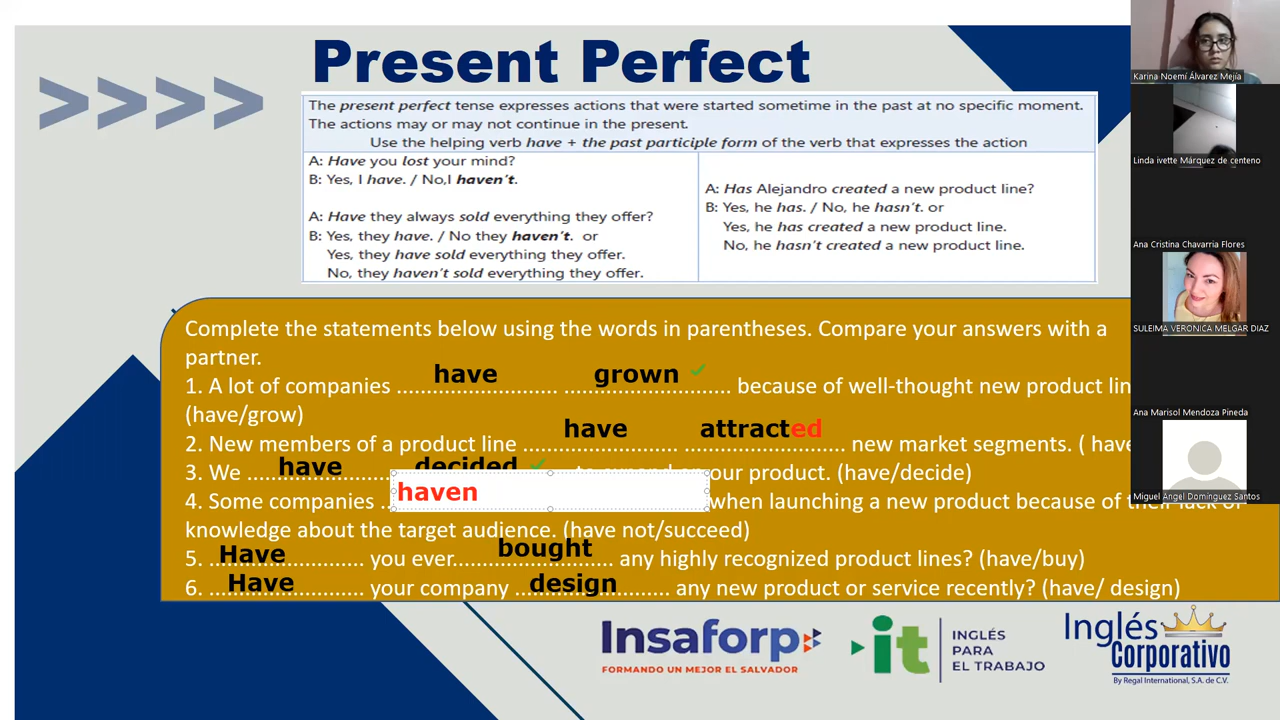 Present Perfect
The present perfect tense expresses actions that were started sometime in the past at no specific moment.
The actions may or may not continue in the present.
Use the helping verb have + the past participle form of the verb that expresses the action
A: Have you lost your mind?
B: Yes, I have. / No,I haven't.
A: Have they always sold everything they offer?
B: Yes, they have. / No they haven't. or
Yes, they have sold everything they offer.
No, they haven't sold everything they offer.
A: Has Alejandro created a new product line?
B: Yes, he has. / No, he hasn't. or
Yes, he has created a new product line.
No, he hasn't created a new product line.
Complete the statements below using the words in parentheses. Compare your answers with a
partner.
1. A lot of companies have grown because of well-thought new product
(have/grow)
2. New members of a product line have attracted new market segments. ( have
3. We have decided to expand our product. (have/decide)
4. Some companies haven when launching a new product because of their lack of
knowledge about the target audience. (have not/succeed)
5. Have you ever bought any highly recognized product lines? (have/buy)
6. Have your company design any new product or service recently? (have/ design)
Insaforp
FORMANDO UN MEJOR EL SALVADOR
it
INGLÉS
PARA
EL TRABAJO
Inglés
Corporativo
By Regal International, S.A. de C.V.
Karina Noemí Álvarez Mejía
Linda ivette Márquez de centeno
Ana Cristina Chavarria Flores
SULEIMA VERONICA MELGAR DIAZ
Ana Marisol Mendoza Pineda
Miguel Angel Domínguez Santos